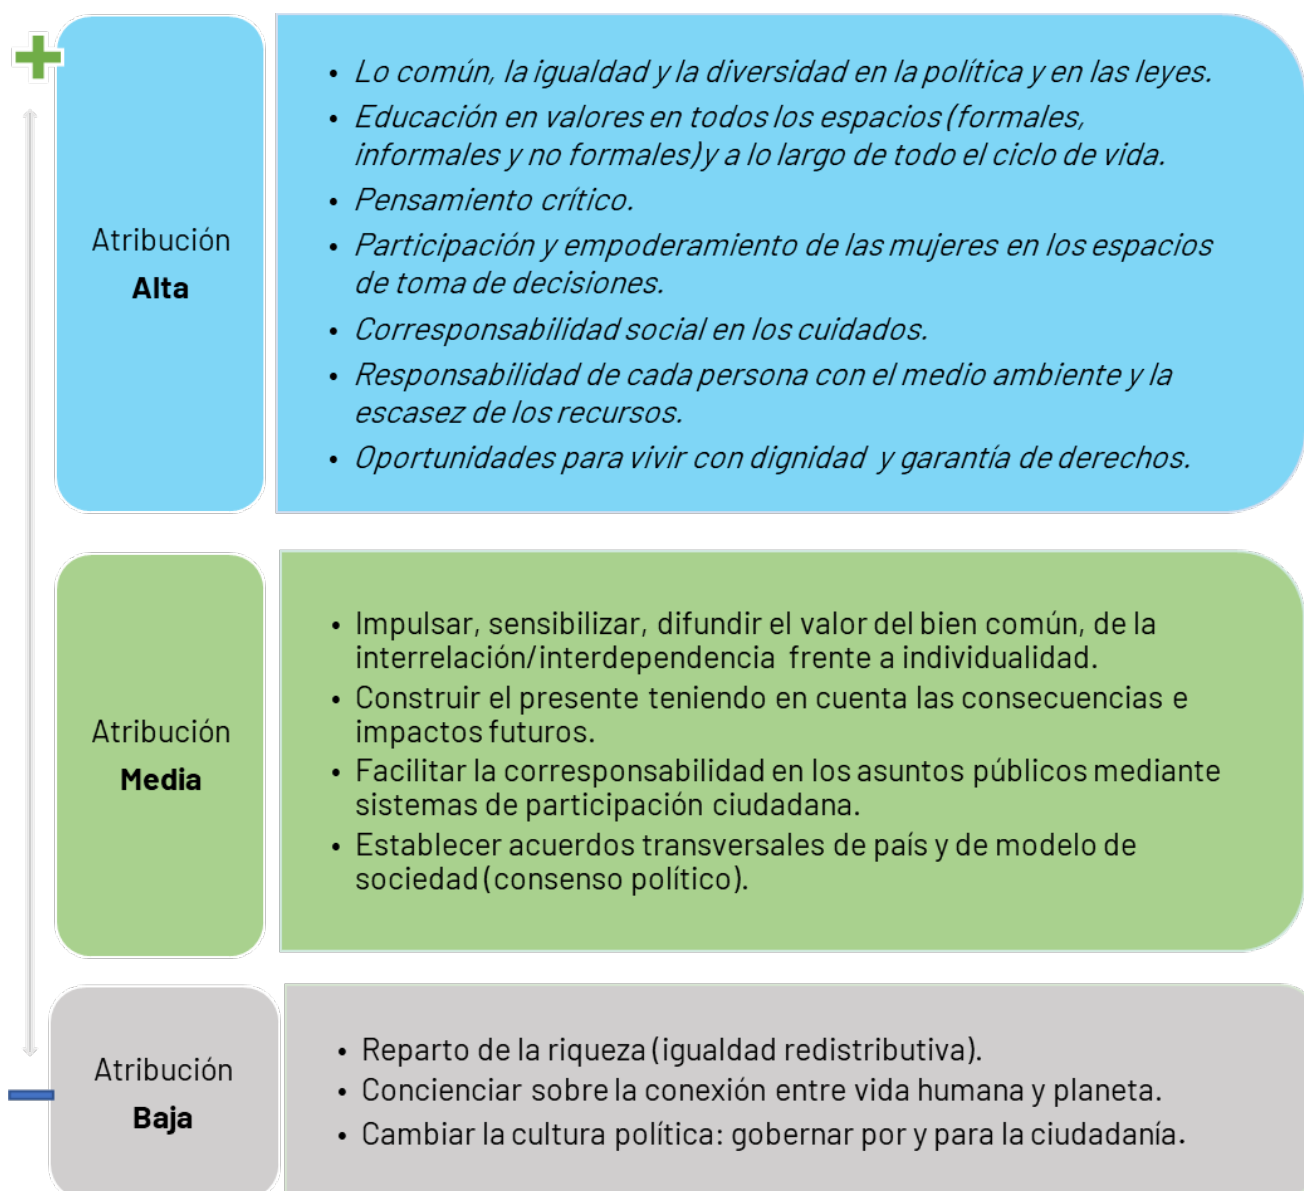 Atribución
Alta
• Lo común, la igualdad y la diversidad en la política y en las leyes.
• Educación en valores en todos los espacios (formales,
informales y no formales) y a lo largo de todo el ciclo de vida.
• Pensamiento crítico.
• Participación y empoderamiento de las mujeres en los espacios
de toma de decisiones.
• Corresponsabilidad social en los cuidados.
• Responsabilidad de cada persona con el medio ambiente y la
escasez de los recursos.
• Oportunidades para vivir con dignidad y garantía de derechos.
Atribución
Media
• Impulsar, sensibilizar, difundir el valor del bien común, de la
interrelación/interdependencia frente a individualidad.
• Construir el presente teniendo en cuenta las consecuencias e
impactos futuros.
• Facilitar la corresponsabilidad en los asuntos públicos mediante
sistemas de participación ciudadana.
• Establecer acuerdos transversales de país y de modelo de
sociedad (consenso político).
Atribución
Baja
• Reparto de la riqueza (igualdad redistributiva).
• Concienciar sobre la conexión entre vida humana y planeta.
• Cambiar la cultura política: gobernar por y para la ciudadanía.